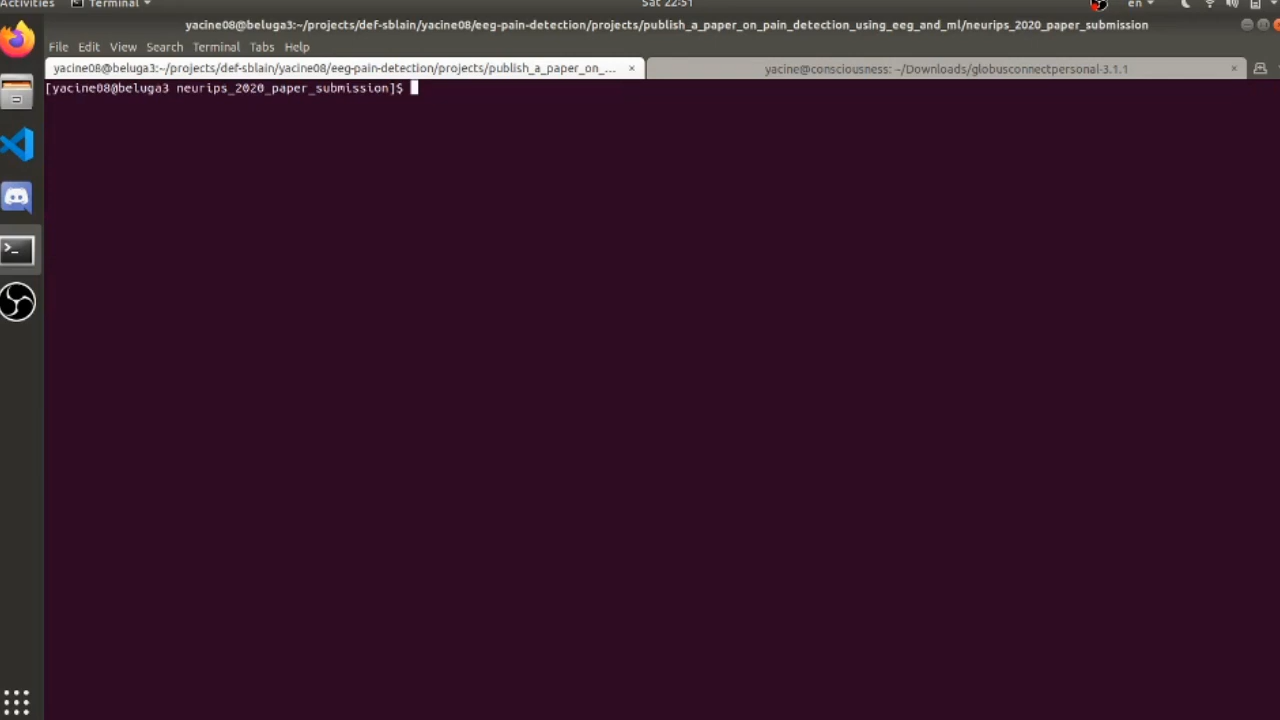 Activities Terminal Sat 22:51 en
yacine08@beluga3:~/projects/def-sblain/yacine08/eeg-pain-detection/projects/publish_a_paper_on_pain_detection_using_eeg_and_ml/neurips_2020_paper_submission
File Edit View Search Terminal Tabs Help
yacine08@beluga3:~/projects/def-sblain/yacine08/eeg-pain-detection/projects/publish_a_paper_on_... × yacine@consciousness: ~/Downloads/globusconnectpersonal-3.1.1 ×
[yacine08@beluga3 neurips_2020_paper_submission]$